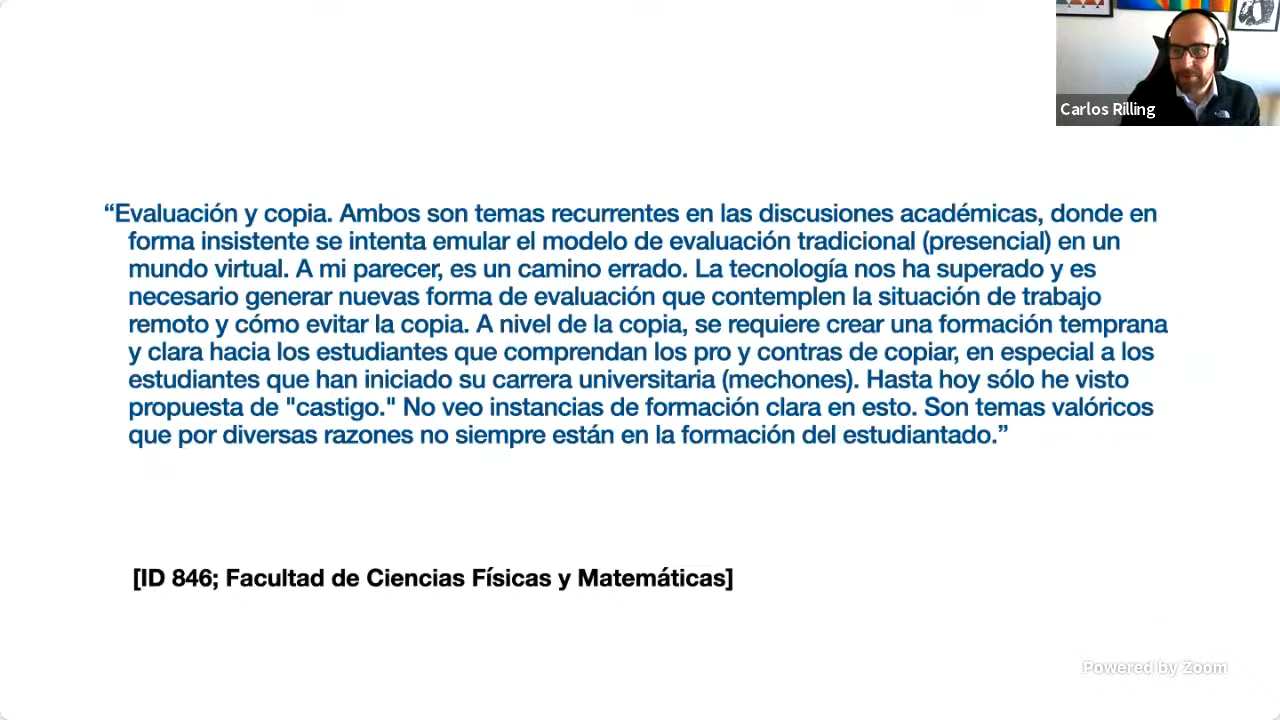 Carlos Rilling
“Evaluación y copia. Ambos son temas recurrentes en las discusiones académicas, donde en
forma insistente se intenta emular el modelo de evaluación tradicional (presencial) en un
mundo virtual. A mi parecer, es un camino errado. La tecnología nos ha superado y es
necesario generar nuevas forma de evaluación que contemplen la situación de trabajo
remoto y cómo evitar la copia. A nivel de la copia, se requiere crear una formación temprana
y clara hacia los estudiantes que comprendan los pro y contras de copiar, en especial a los
estudiantes que han iniciado su carrera universitaria (mechones). Hasta hoy sólo he visto
propuesta de "castigo." No veo instancias de formación clara en esto. Son temas valóricos
que por diversas razones no siempre están en la formación del estudiantado.”
[ID 846; Facultad de Ciencias Físicas y Matemáticas]
Powered by Zoom